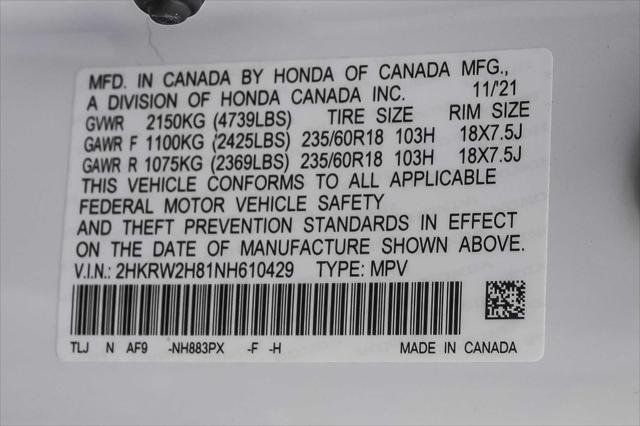 MFD. IN CANADA BY HONDA OF CANADA MFG.,
A DIVISION OF HONDA CANADA INC. 11/'21
GVWR 2150KG (4739LBS) TIRE SIZE RIM SIZE
GAWR F 1100KG (2425LBS) 235/60R18 103H 18X7.5J
GAWR R 1075KG (2369LBS) 235/60R18 103H 18X7.5J
THIS VEHICLE CONFORMS TO ALL APPLICABLE
FEDERAL MOTOR VEHICLE SAFETY
AND THEFT PREVENTION STANDARDS IN EFFECT
ON THE DATE OF MANUFACTURE SHOWN ABOVE.
V.I.N.: 2HKRW2H81NH610429 TYPE: MPV
TLJ N AF9 -NH883PX -F -H MADE IN CANADA